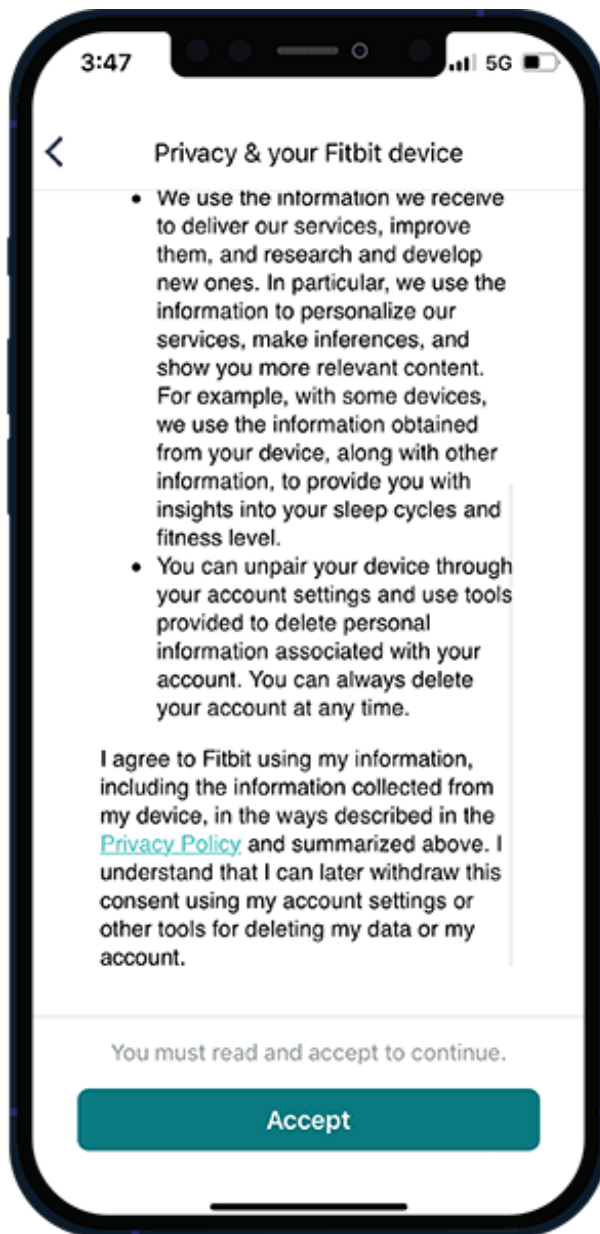 3:47
5G
Privacy & your Fitbit device
• We use the information we receive
to deliver our services, improve
them, and research and develop
new ones. In particular, we use the
information to personalize our
services, make inferences, and
show you more relevant content.
For example, with some devices,
we use the information obtained
from your device, along with other
information, to provide you with
insights into your sleep cycles and
fitness level.
• You can unpair your device through
your account settings and use tools
provided to delete personal
information associated with your
account. You can always delete
your account at any time.
I agree to Fitbit using my information,
including the information collected from
my device, in the ways described in the
Privacy Policy and summarized above. I
understand that I can later withdraw this
consent using my account settings or
other tools for deleting my data or my
account.
You must read and accept to continue.
Accept